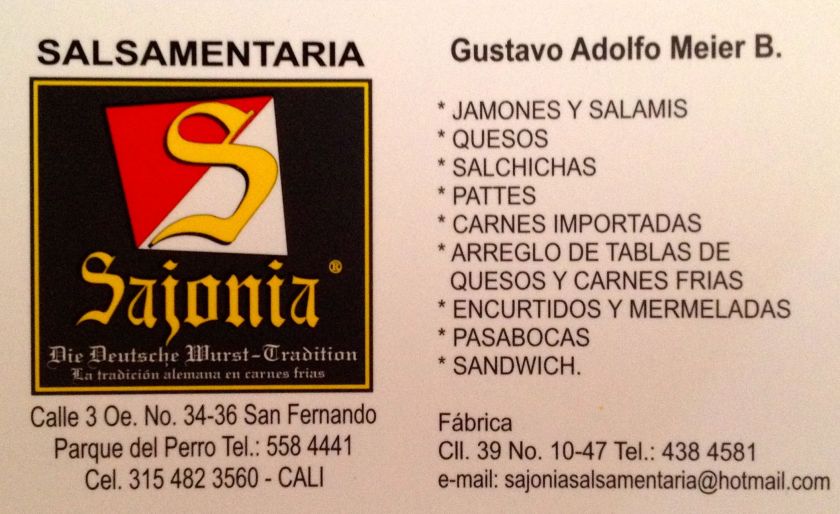 SALSAMENTARIA
S
Sajonia ®
Die Deutsche Wurst-Tradition
La tradición alemana en carnes frias
Calle 3 Oe. No. 34-36 San Fernando
Parque del Perro Tel.: 558 4441
Cel. 315 482 3560 - CALI
Gustavo Adolfo Meier B.
* JAMONES Y SALAMIS
* QUESOS
* SALCHICHAS
* PATTES
* CARNES IMPORTADAS
* ARREGLO DE TABLAS DE
QUESOS Y CARNES FRIAS
* ENCURTIDOS Y MERMELADAS
* PASABOCAS
* SANDWICH.
Fábrica
Cll. 39 No. 10-47 Tel.: 438 4581
e-mail: sajoniasalsamentaria@hotmail.com